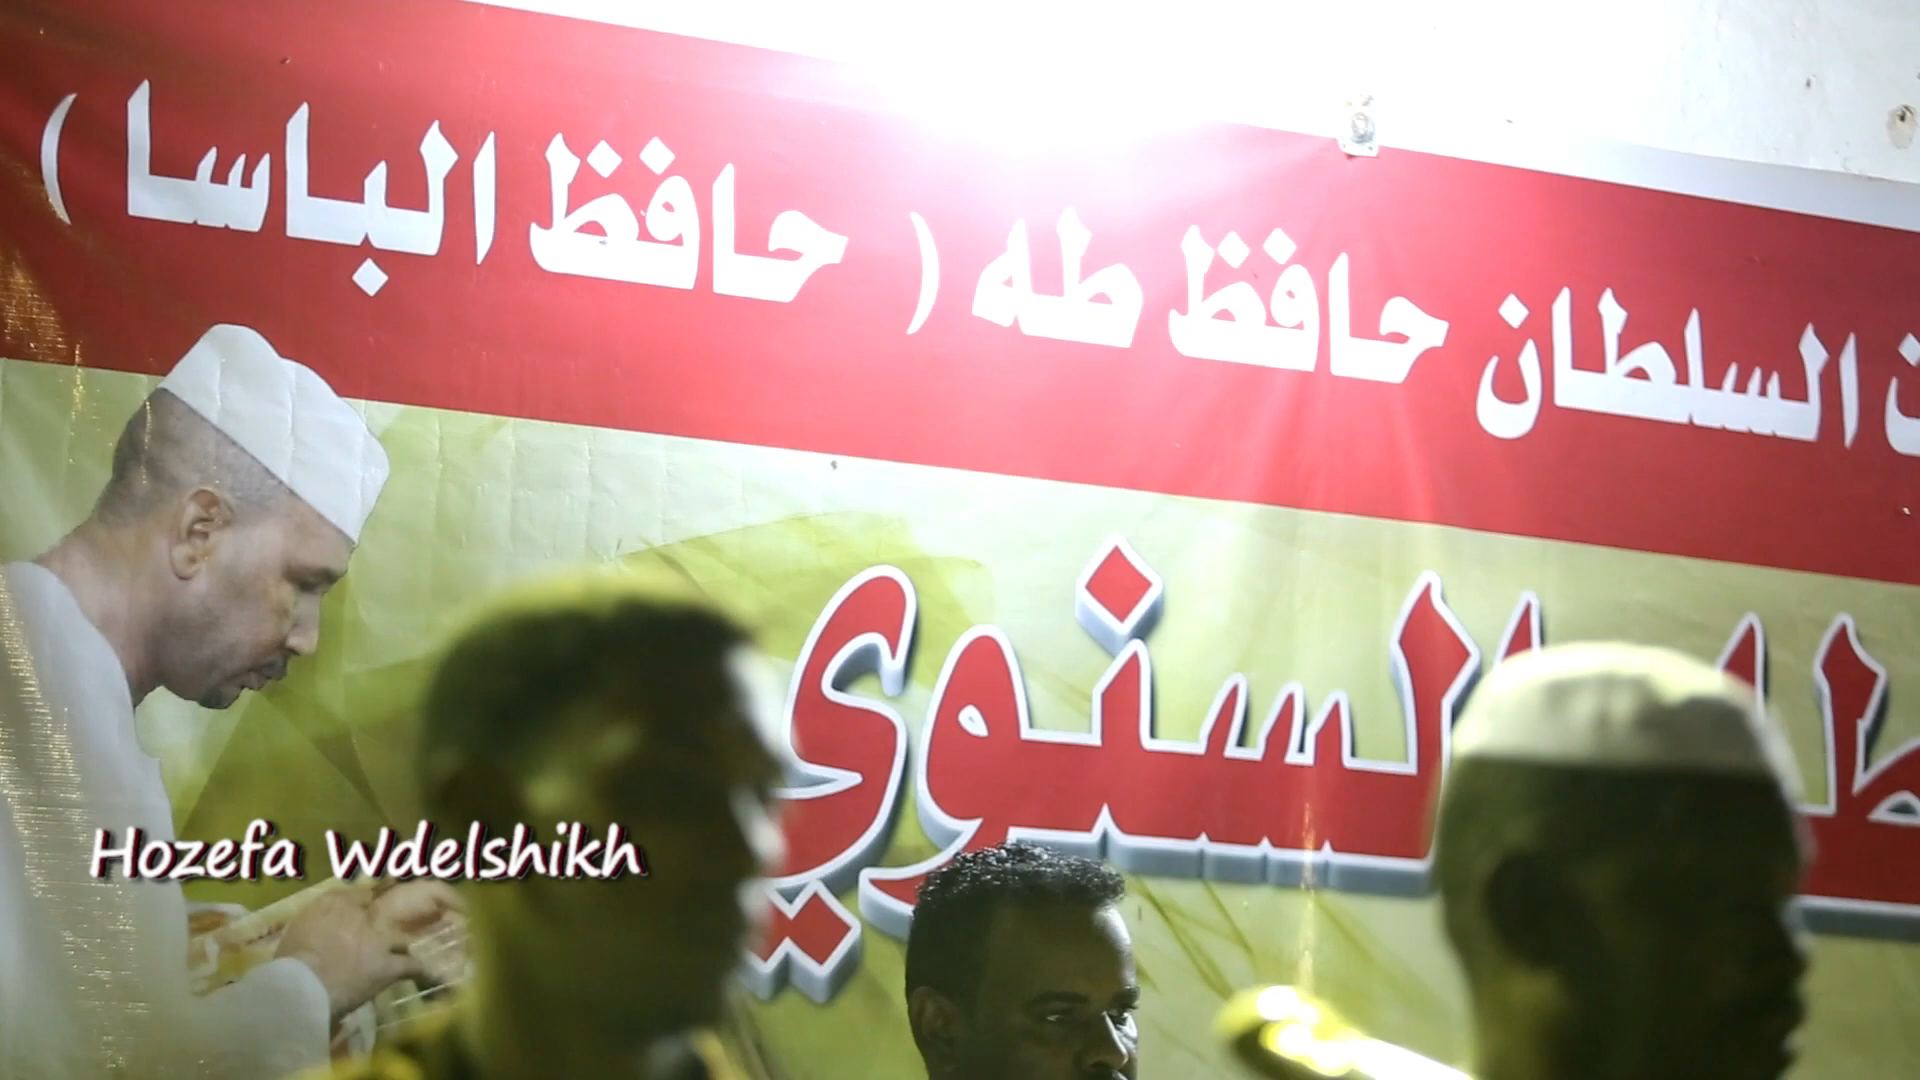 السلطان حافظ طه ( حافظ الباسا )
السنوي
Hozefa Wdelshikh